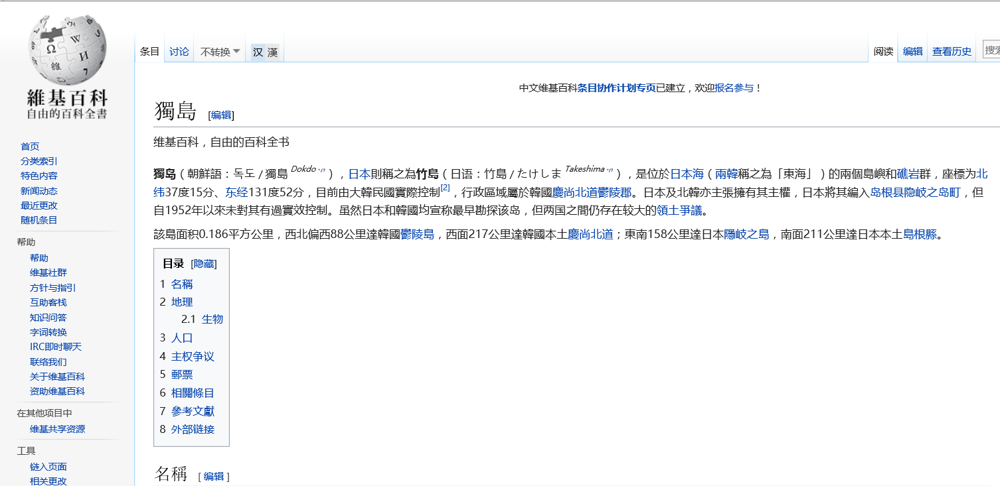 維基百科
自由的百科全書
条目 讨论 不转换 汉 漢 阅读 编辑 查看历史 搜索
中文维基百科条目协作计划专页已建立，欢迎报名参与！
獨島 [编辑]
维基百科，自由的百科全书
獨岛（朝鮮語：독도 / 獨島 Dokdo），日本則稱之為竹島（日语：竹島 / たけしま Takeshima），是位於日本海（兩韓稱之為「東海」）的兩個島嶼和礁岩群，座標为北
纬37度15分、东经131度52分，目前由大韓民國實際控制[2]，行政區域屬於韓國慶尚北道鬱陵郡。日本及北韓亦主張擁有其主權，日本將其編入岛根县隐岐之岛町，但
自1952年以來未對其有過實效控制。虽然日本和韓國均宣称最早勘探该岛，但两国之間仍存在较大的領土爭議。
該島面积0.186平方公里，西北偏西88公里達韓國鬱陵島，西面217公里達韓國本土慶尚北道；東南158公里達日本隱岐之島，南面211公里達日本本土島根縣。
目录 [隐藏]
1 名稱
2 地理
2.1 生物
3 人口
4 主权争议
5 郵票
6 相關條目
7 參考文獻
8 外部链接
名稱 [ 编辑 ]
首页
分类索引
特色内容
新闻动态
最近更改
随机条目
帮助
帮助
维基社群
方针与指引
互助客栈
知识问答
字词转换
IRC即时聊天
联络我们
关于维基百科
资助维基百科
在其他项目中
维基共享资源
工具
链入页面
相关更改